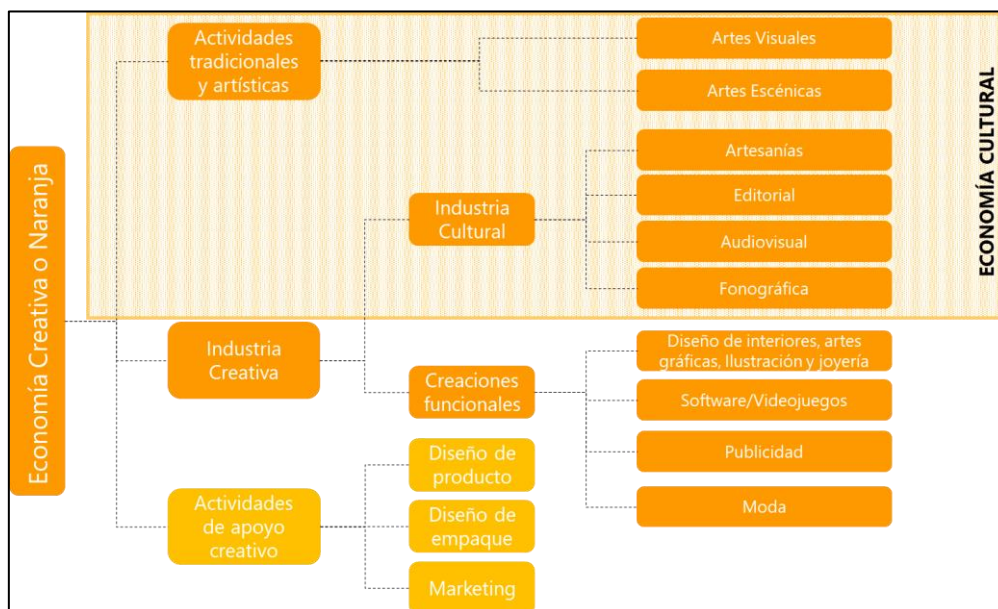 Economía Creativa o Naranja
Actividades
tradicionales
y artísticas
Artes Visuales
Artes Escénicas
ECONOMÍA CULTURAL
Industria
Cultural
Artesanías
Editorial
Audiovisual
Fonográfica
Industria
Creativa
Creaciones
funcionales
Diseño de interiores, artes
gráficas, Ilustración y joyería
Software/Videojuegos
Publicidad
Moda
Actividades
de apoyo
creativo
Diseño de
producto
Diseño de
empaque
Marketing